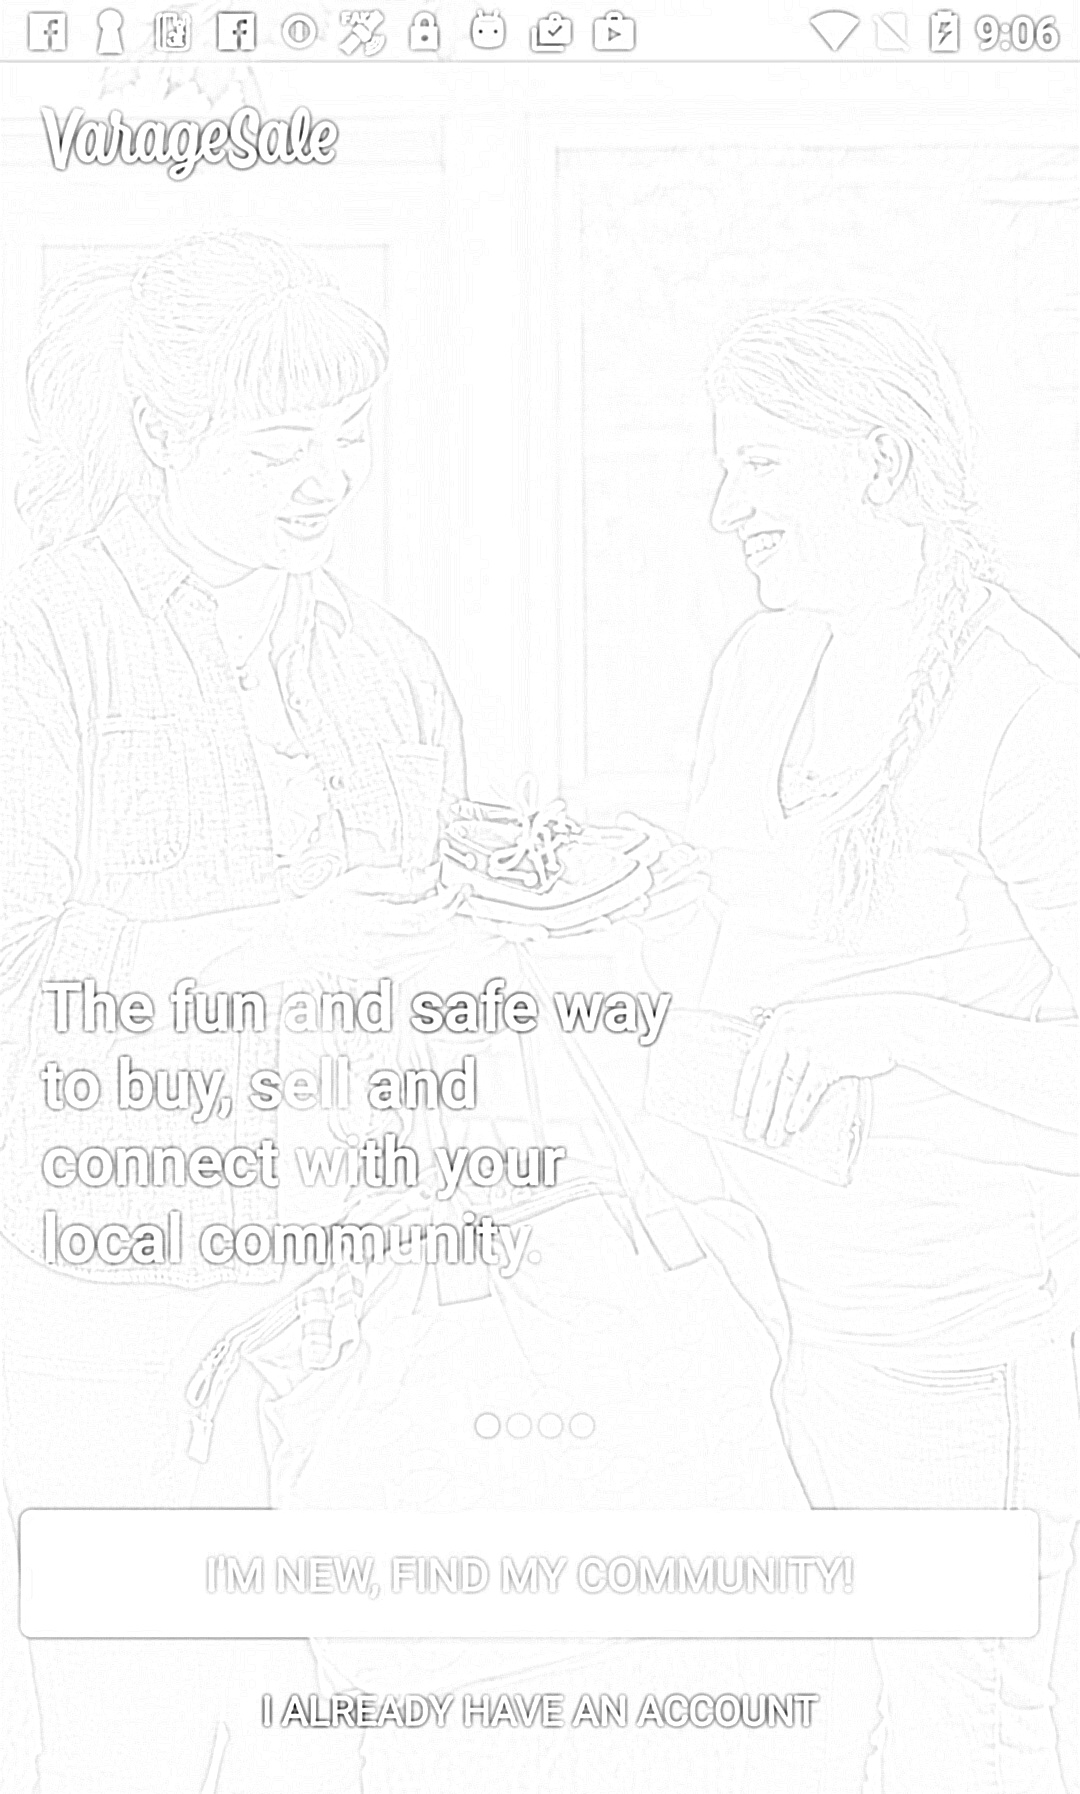 9:06
VarageSale
The fun and safe way
to buy, sell and
connect with your
local community.
I'M NEW, FIND MY COMMUNITY!
I ALREADY HAVE AN ACCOUNT